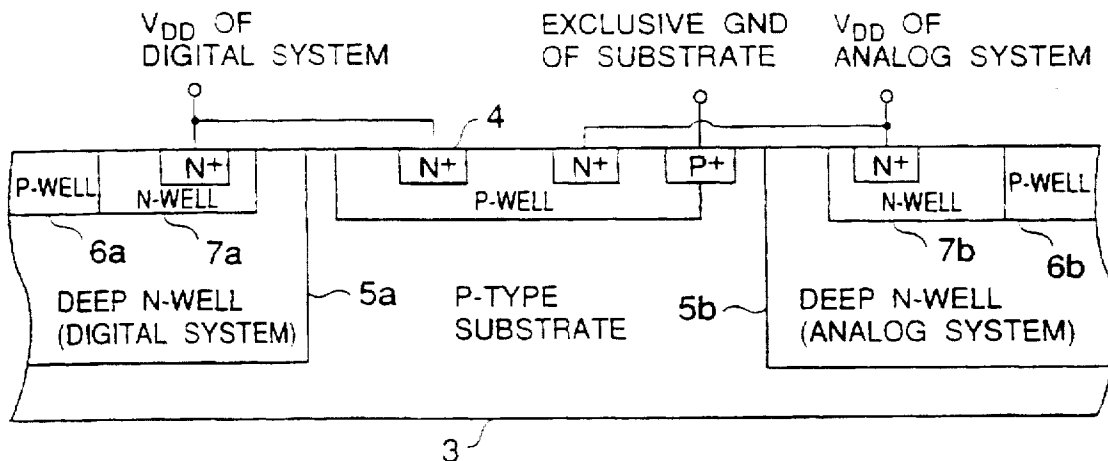 VDD OF
DIGITAL SYSTEM
EXCLUSIVE GND
OF SUBSTRATE
VDD OF
ANALOG SYSTEM
4
P-WELL
N+
N-WELL
N+
N+
P+
P-WELL
N+
N-WELL
P-WELL
6a
7a
7b
6b
5a
5b
DEEP N-WELL
(DIGITAL SYSTEM)
P-TYPE
SUBSTRATE
DEEP N-WELL
(ANALOG SYSTEM)
3